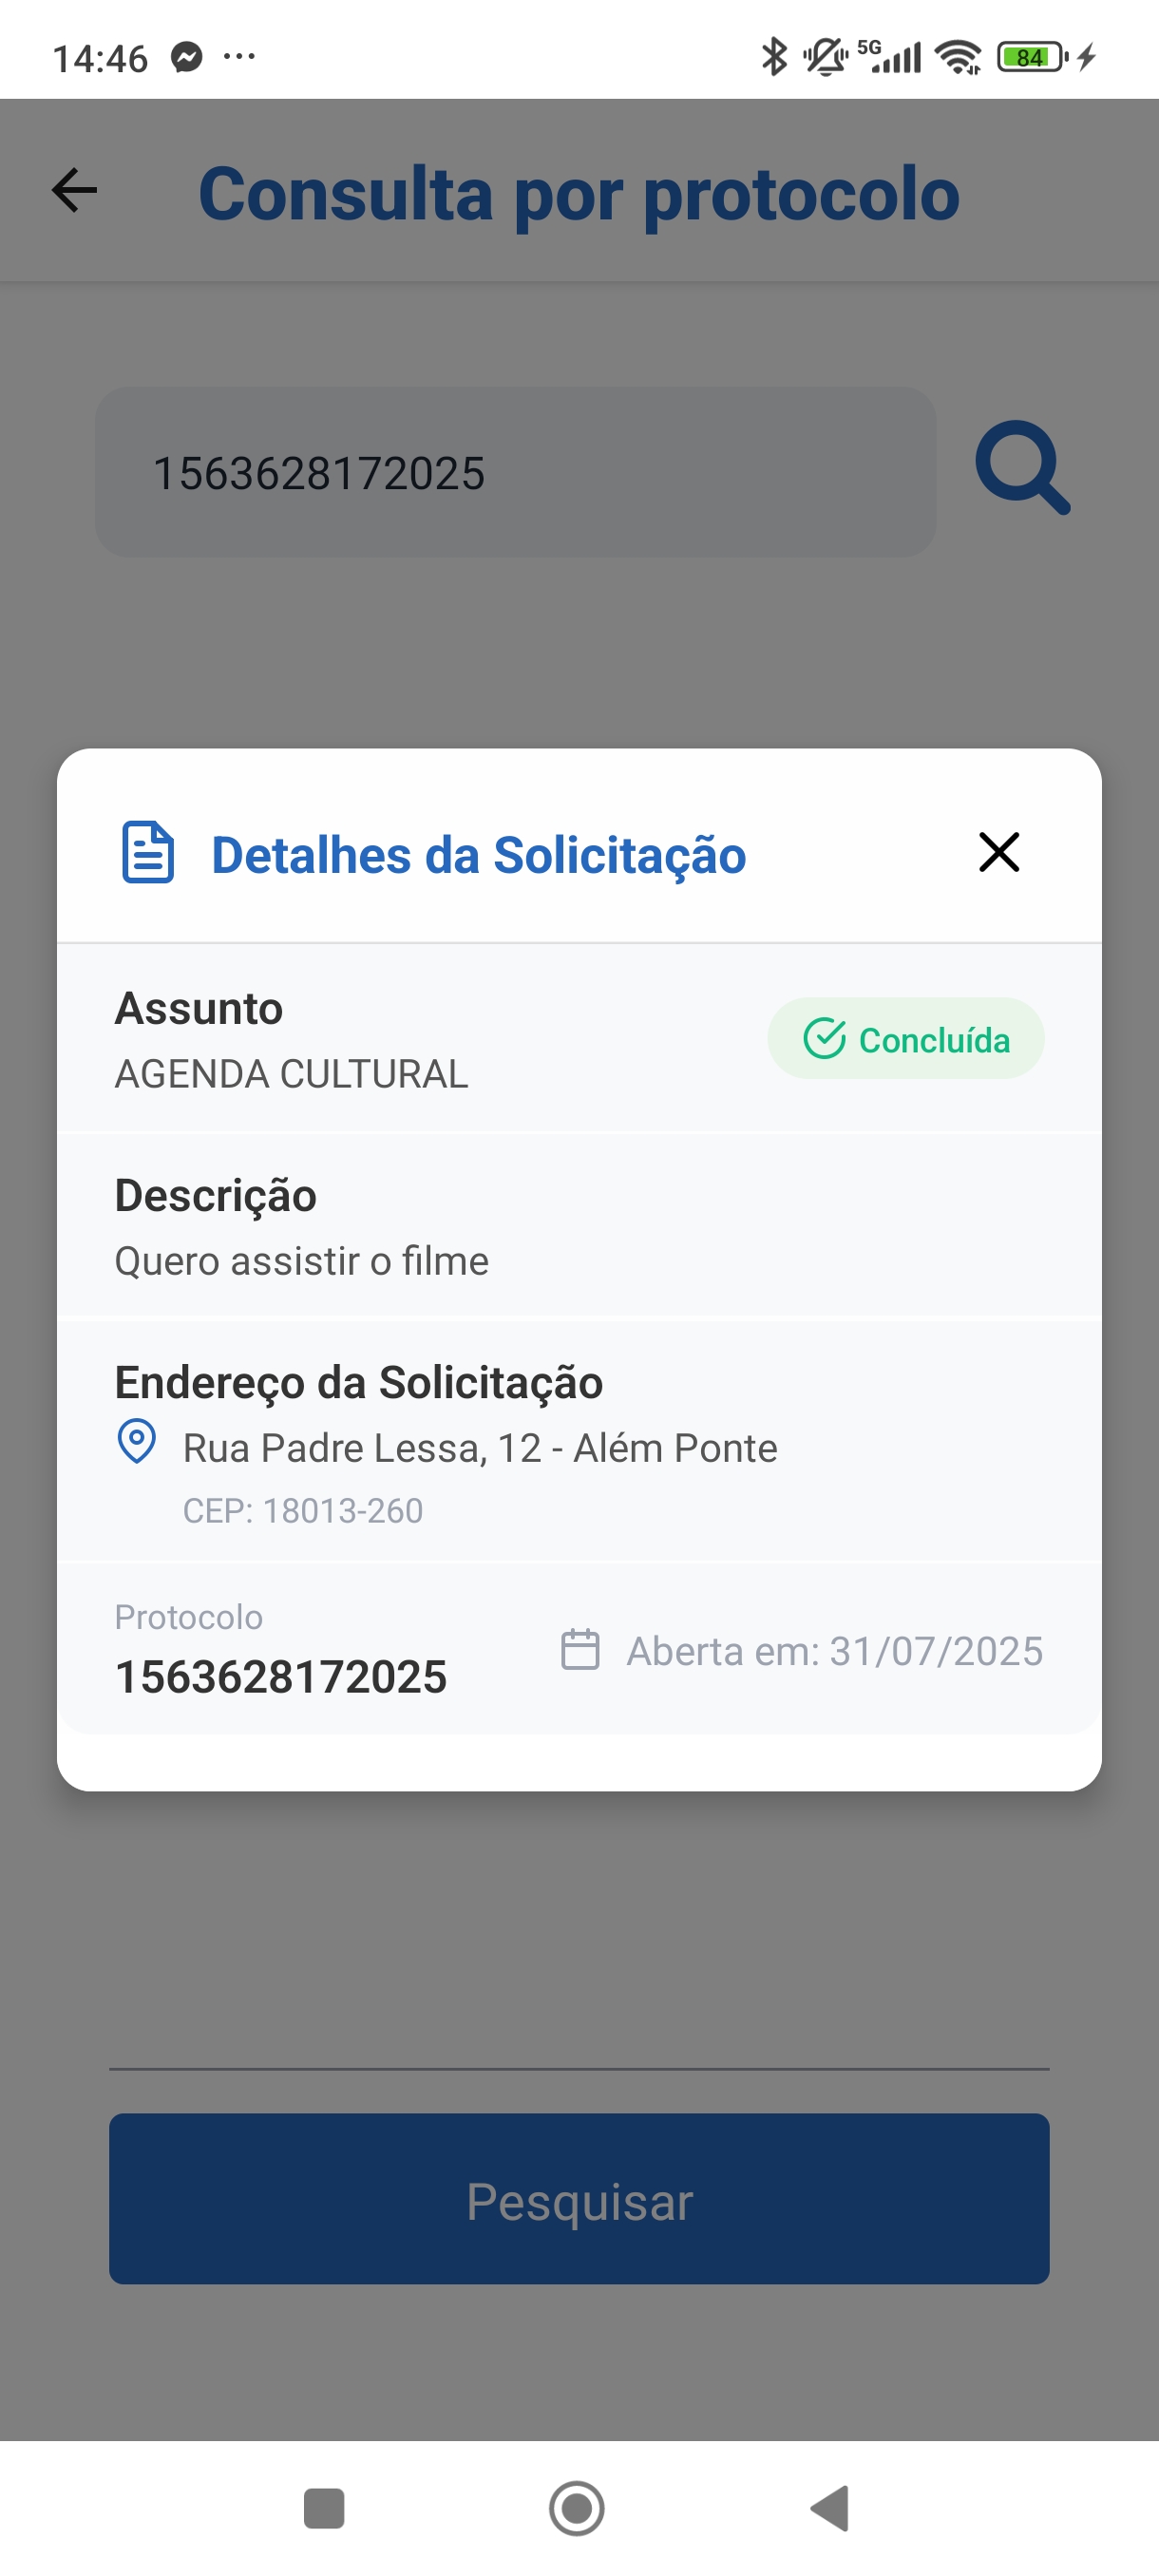 14:46
5G
84
Consulta por protocolo
1563628172025
Detalhes da Solicitação
Assunto
AGENDA CULTURAL
Concluída
Descrição
Quero assistir o filme
Endereço da Solicitação
Rua Padre Lessa, 12 - Além Ponte
CEP: 18013-260
Protocolo
1563628172025
Aberta em: 31/07/2025
Pesquisar